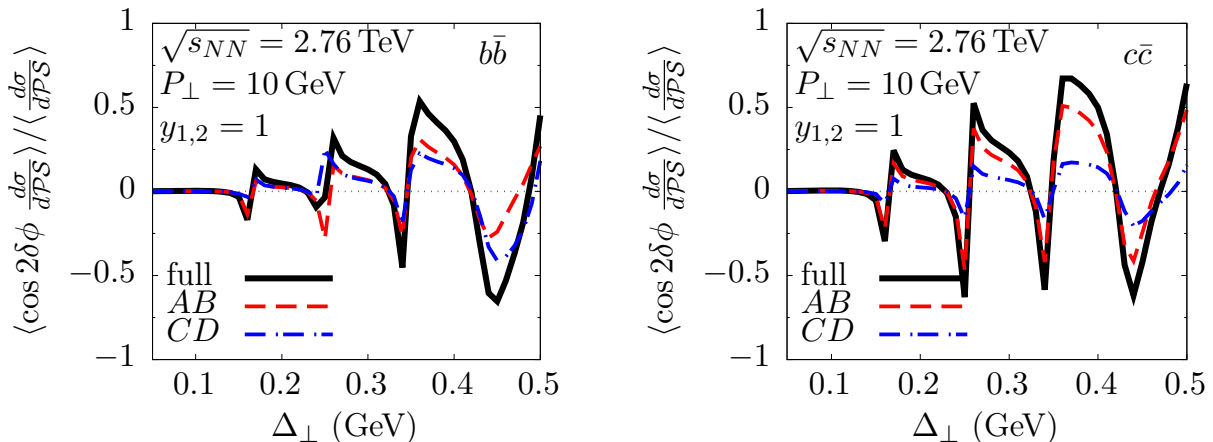 ⟨cos 2δϕ dσ/dPS⟩/⟨dσ/dPS⟩
1
0.5
0
−0.5
−1
√sNN = 2.76 TeV
bb̄
P⊥ = 10 GeV
y1,2 = 1
full
AB
CD
0.1 0.2 0.3 0.4 0.5
Δ⊥ (GeV)
⟨cos 2δϕ dσ/dPS⟩/⟨dσ/dPS⟩
1
0.5
0
−0.5
−1
√sNN = 2.76 TeV
cc̄
P⊥ = 10 GeV
y1,2 = 1
full
AB
CD
0.1 0.2 0.3 0.4 0.5
Δ⊥ (GeV)